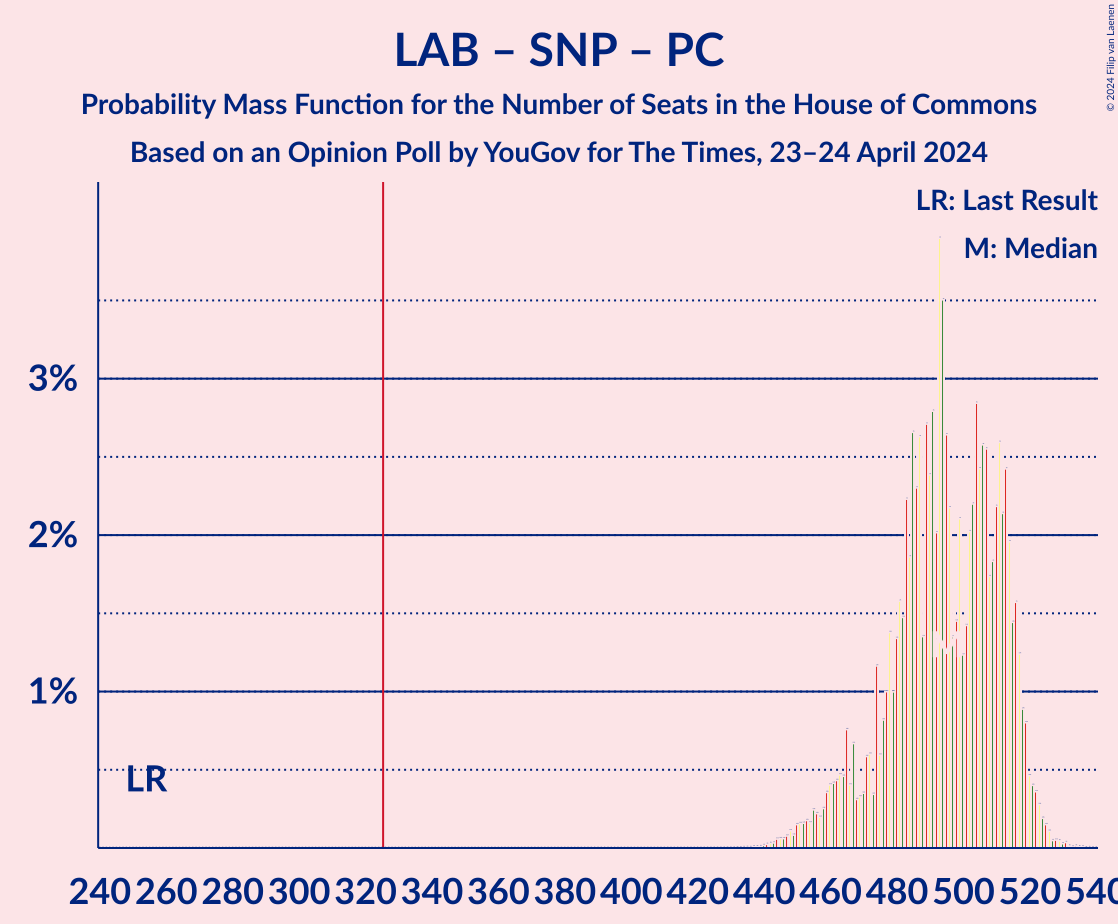 LAB – SNP – PC
Probability Mass Function for the Number of Seats in the House of Commons
Based on an Opinion Poll by YouGov for The Times, 23–24 April 2024
© 2024 Filip van Laenen
LR: Last Result
M: Median
3%
2%
1%
LR
240 260 280 300 320 340 360 380 400 420 440 460 480 500 520 540